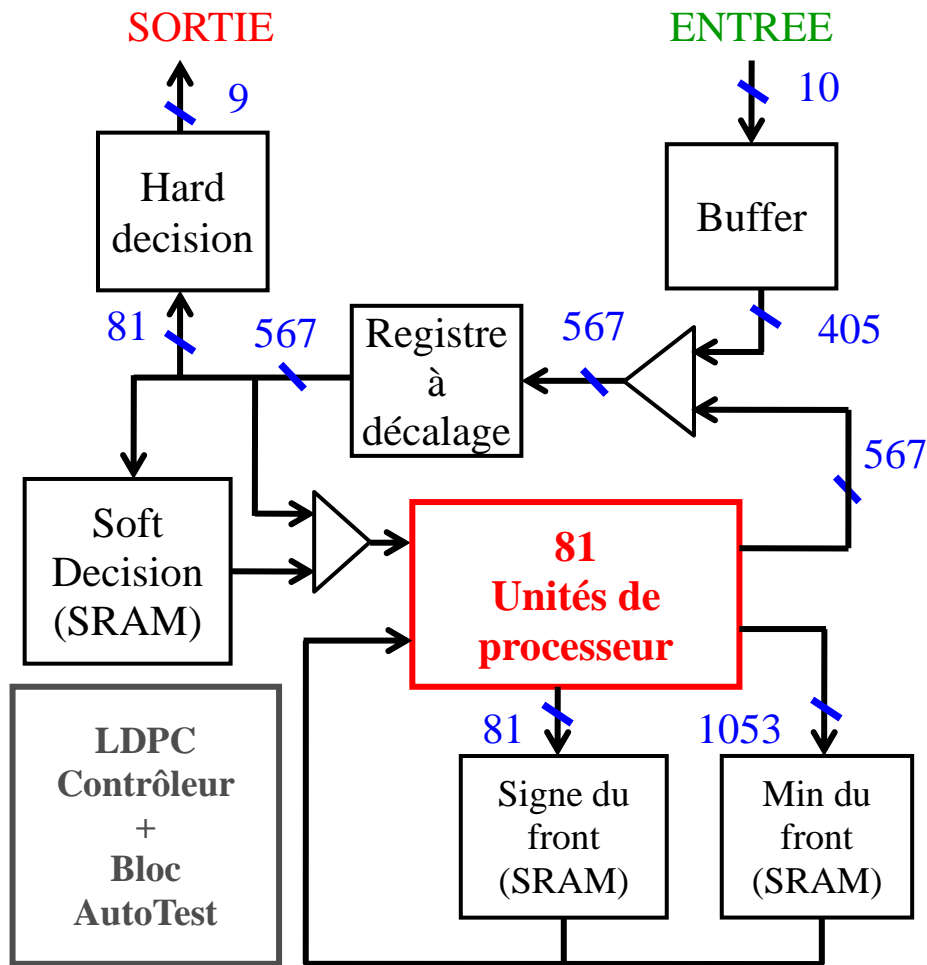 SORTIE
ENTREE
9
10
Hard
decision
Buffer
81
567
567
405
Registre
à
décalage
567
Soft
Decision
(SRAM)
81
Unités de
processeur
LDPC
Contrôleur
+
Bloc
AutoTest
81
1053
Signe du
front
(SRAM)
Min du
front
(SRAM)